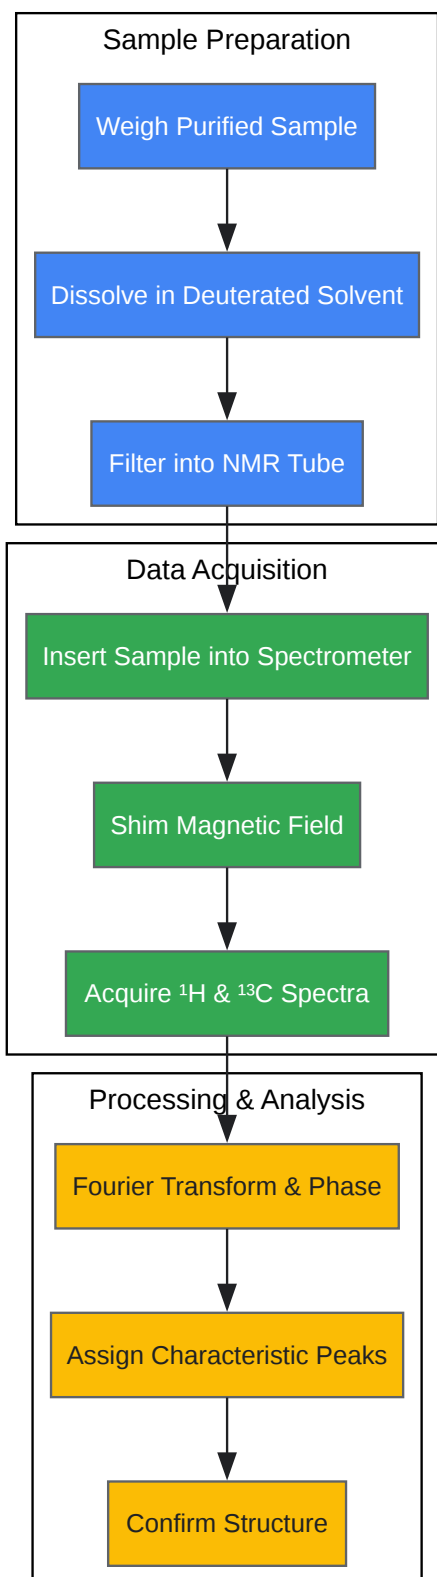 Sample Preparation
Weigh Purified Sample
Dissolve in Deuterated Solvent
Filter into NMR Tube
Data Acquisition
Insert Sample into Spectrometer
Shim Magnetic Field
Acquire ¹H & ¹³C Spectra
Processing & Analysis
Fourier Transform & Phase
Assign Characteristic Peaks
Confirm Structure